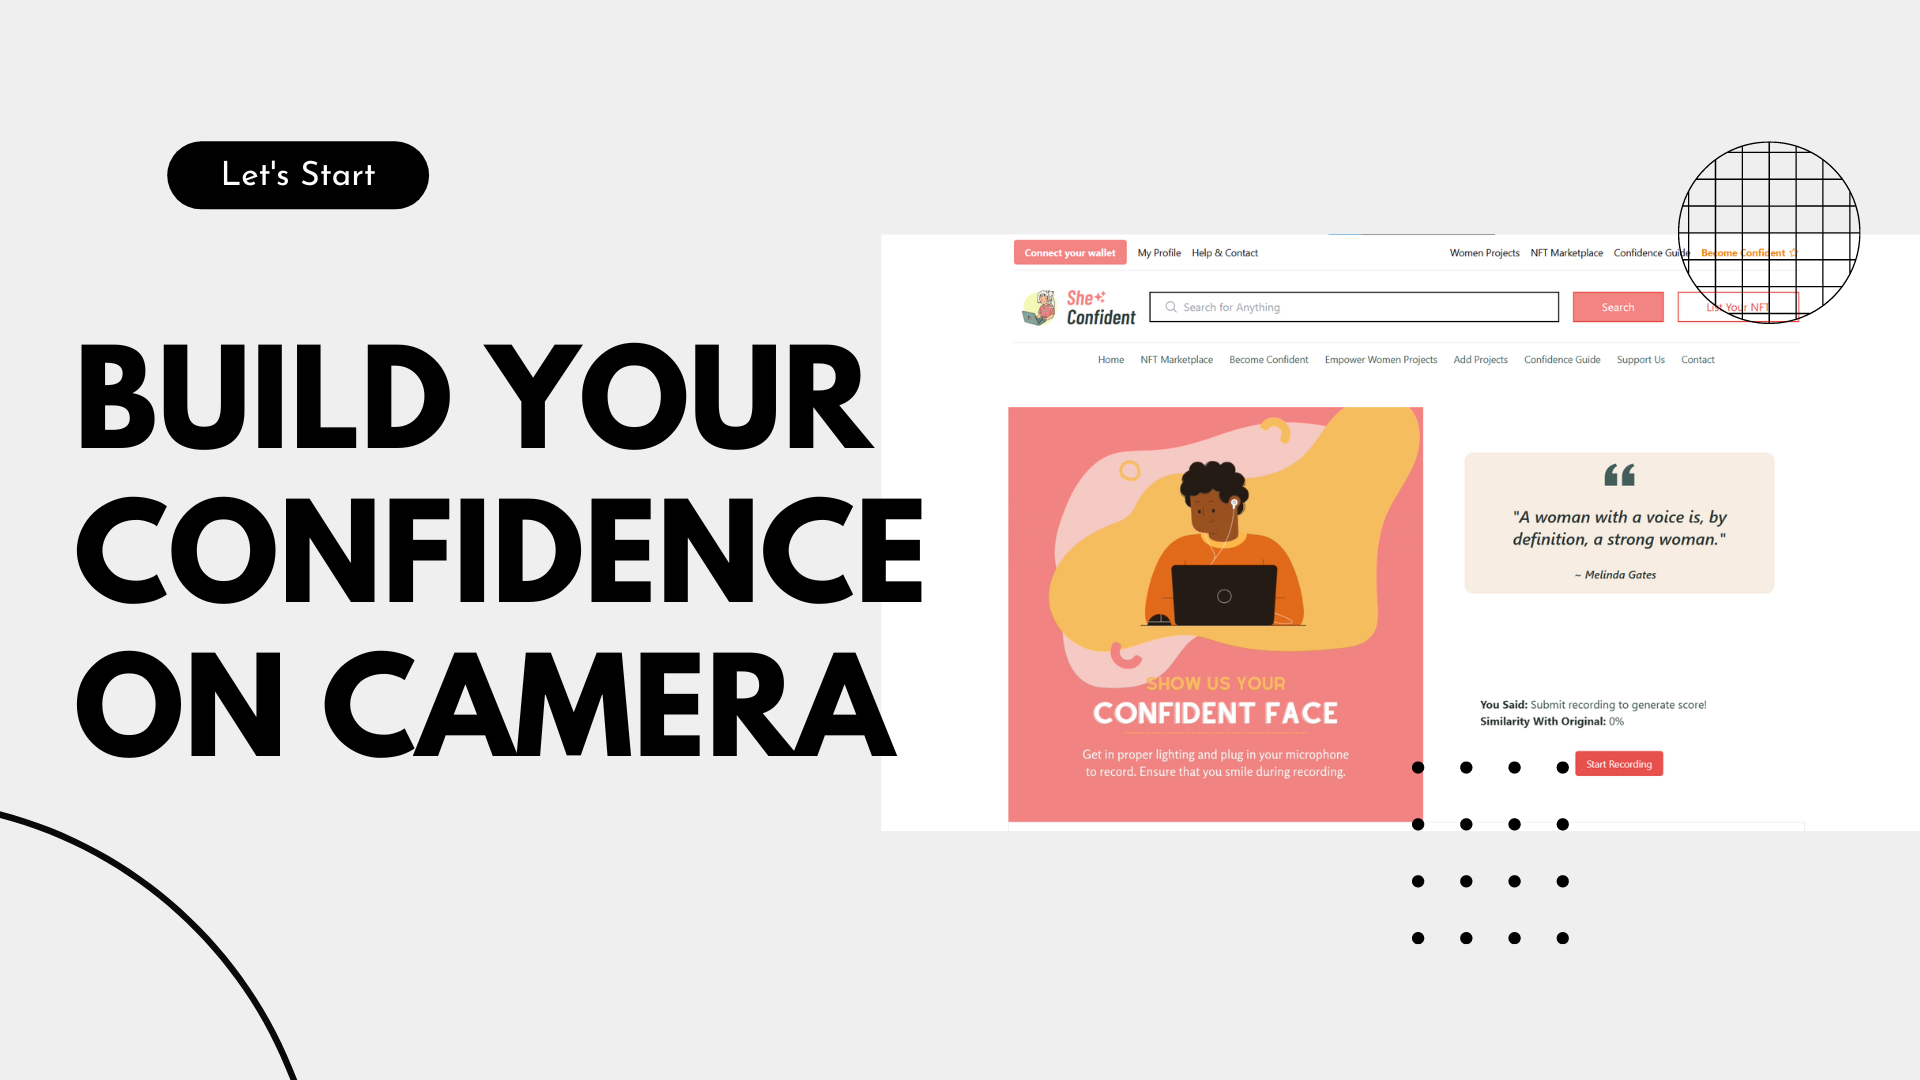 Let's Start
BUILD YOUR
CONFIDENCE
ON CAMERA
Connect your wallet My Profile Help & Contact Women Projects NFT Marketplace Confidence Guide Become Confident ☆
She
Confident
Search for Anything Search List Your NFT
Home NFT Marketplace Become Confident Empower Women Projects Add Projects Confidence Guide Support Us Contact
SHOW US YOUR
CONFIDENT FACE
Get in proper lighting and plug in your microphone
to record. Ensure that you smile during recording.
“
"A woman with a voice is, by
definition, a strong woman."
~ Melinda Gates
You Said: Submit recording to generate score!
Similarity With Original: 0%
Start Recording